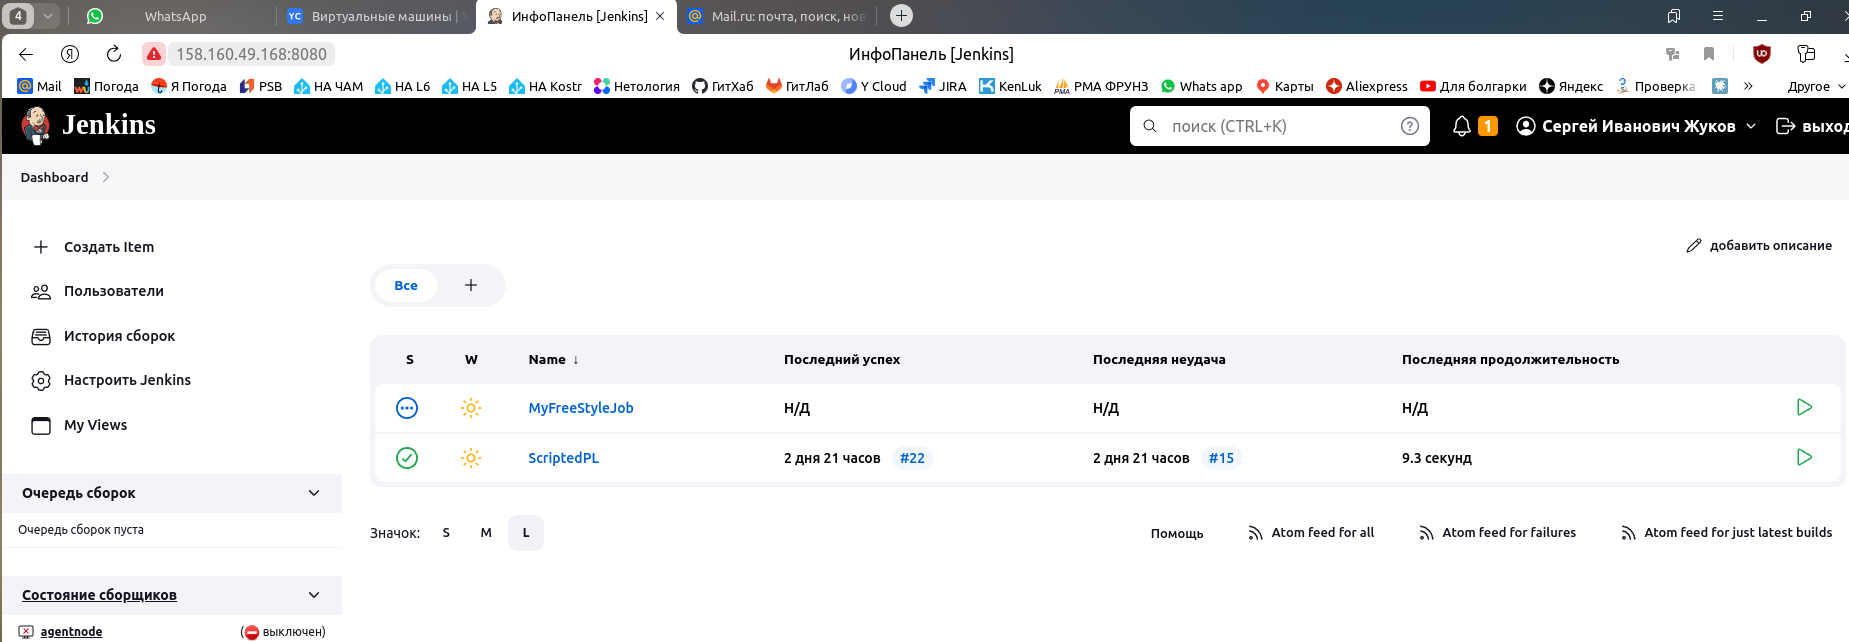 4 WhatsApp YC Виртуальные машины | ИнфоПанель [Jenkins] Mail.ru: почта, поиск, нов
158.160.49.168:8080 ИнфоПанель [Jenkins]
Mail Погода Я Погода PSB НА ЧАМ НА L6 НА L5 НА Kostr Нетология ГитХаб ГитЛаб Y Cloud JIRA KenLuk РМА ФРУНЗ Whats app Карты Aliexpress Для болгарки Яндекс Проверка » Другое
Jenkins поиск (CTRL+K) 1 Сергей Иванович Жуков выход
Dashboard
Создать Item
добавить описание
Пользователи
Все +
История сборок
Настроить Jenkins
My Views
S W Name ↓ Последний успех Последняя неудача Последняя продолжительность
MyFreeStyleJob Н/Д Н/Д Н/Д
ScriptedPL 2 дня 21 часов #22 2 дня 21 часов #15 9.3 секунд
Очередь сборок
Очередь сборок пуста
Значок: S M L Помощь Atom feed for all Atom feed for failures Atom feed for just latest builds
Состояние сборщиков
agentnode (выключен)